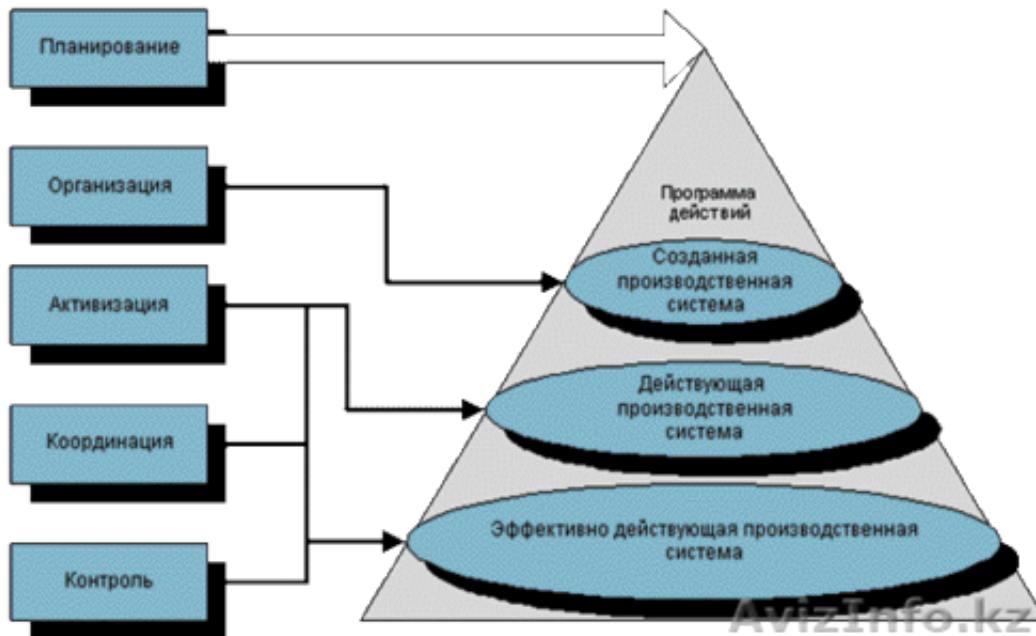 Планирование
Организация
Активизация
Координация
Контроль
Программа
действий
Созданная
производственная
система
Действующая
производственная
система
Эффективно действующая производственная
система
AvizInfo.kz